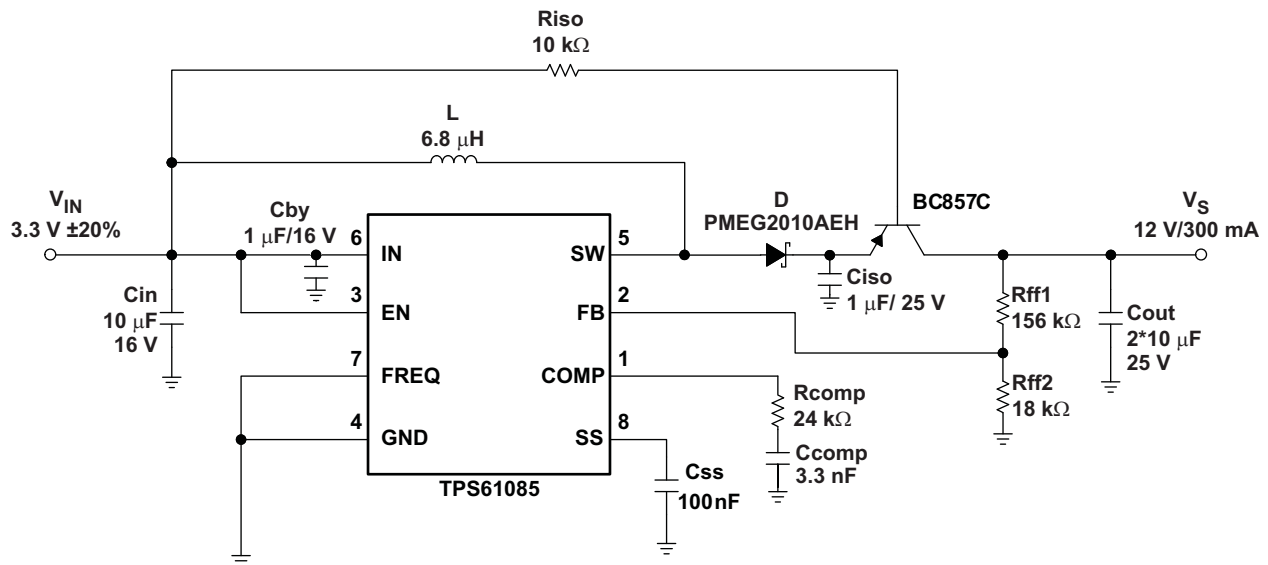 Riso
10 kΩ
L
6.8 μH
VIN
3.3 V ±20%
Cby
1 μF/16 V
D
PMEG2010AEH
BC857C
VS
12 V/300 mA
6
IN
SW
5
3
EN
FB
2
7
FREQ
COMP
1
4
GND
SS
8
TPS61085
Cin
10 μF
16 V
Ciso
1 μF/ 25 V
Rff1
156 kΩ
Cout
2*10 μF
25 V
Rff2
18 kΩ
Rcomp
24 kΩ
Ccomp
3.3 nF
Css
100nF